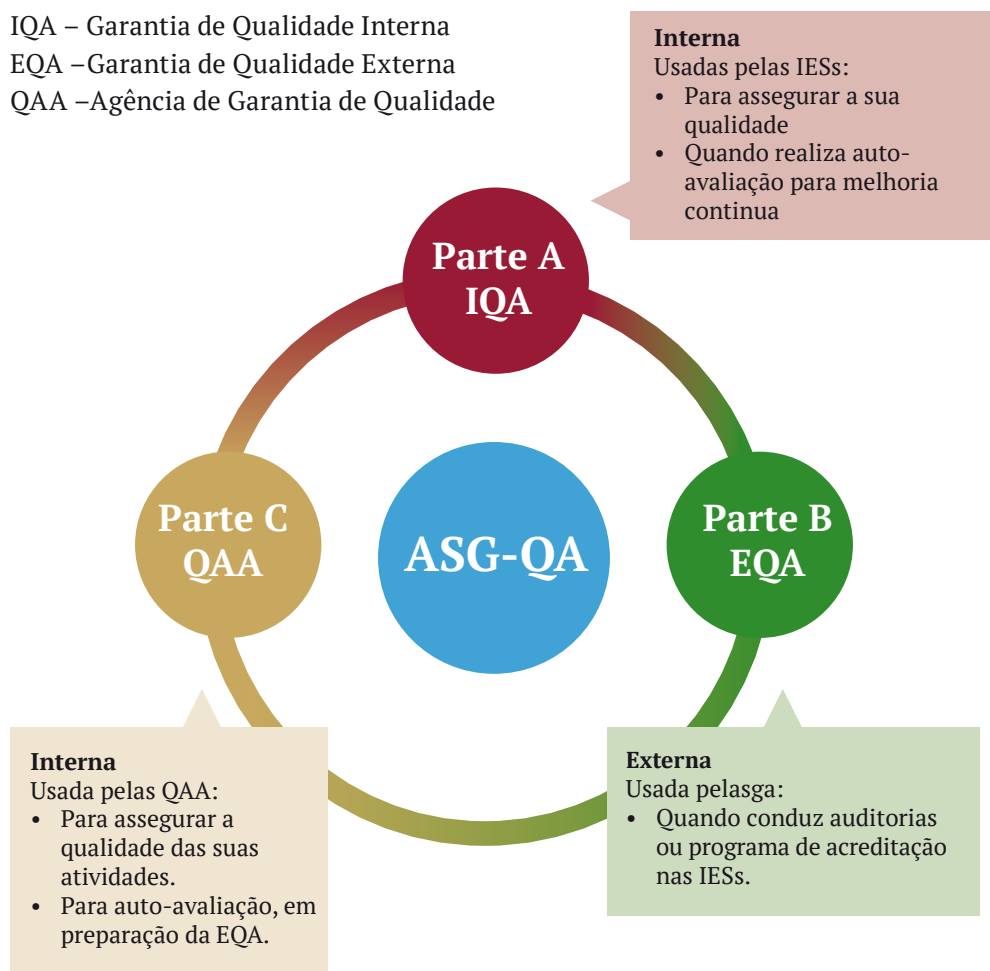 IQA – Garantia de Qualidade Interna
EQA –Garantia de Qualidade Externa
QAA –Agência de Garantia de Qualidade
Interna
Usadas pelas IESs:
• Para assegurar a sua
qualidade
• Quando realiza auto-
avaliação para melhoria
continua
Parte A
IQA
Parte C
QAA
ASG-QA
Parte B
EQA
Interna
Usada pelas QAA:
• Para assegurar a
qualidade das suas
atividades.
• Para auto-avaliação, em
preparação da EQA.
Externa
Usada pelasga:
• Quando conduz auditorias
ou programa de acreditação
nas IESs.